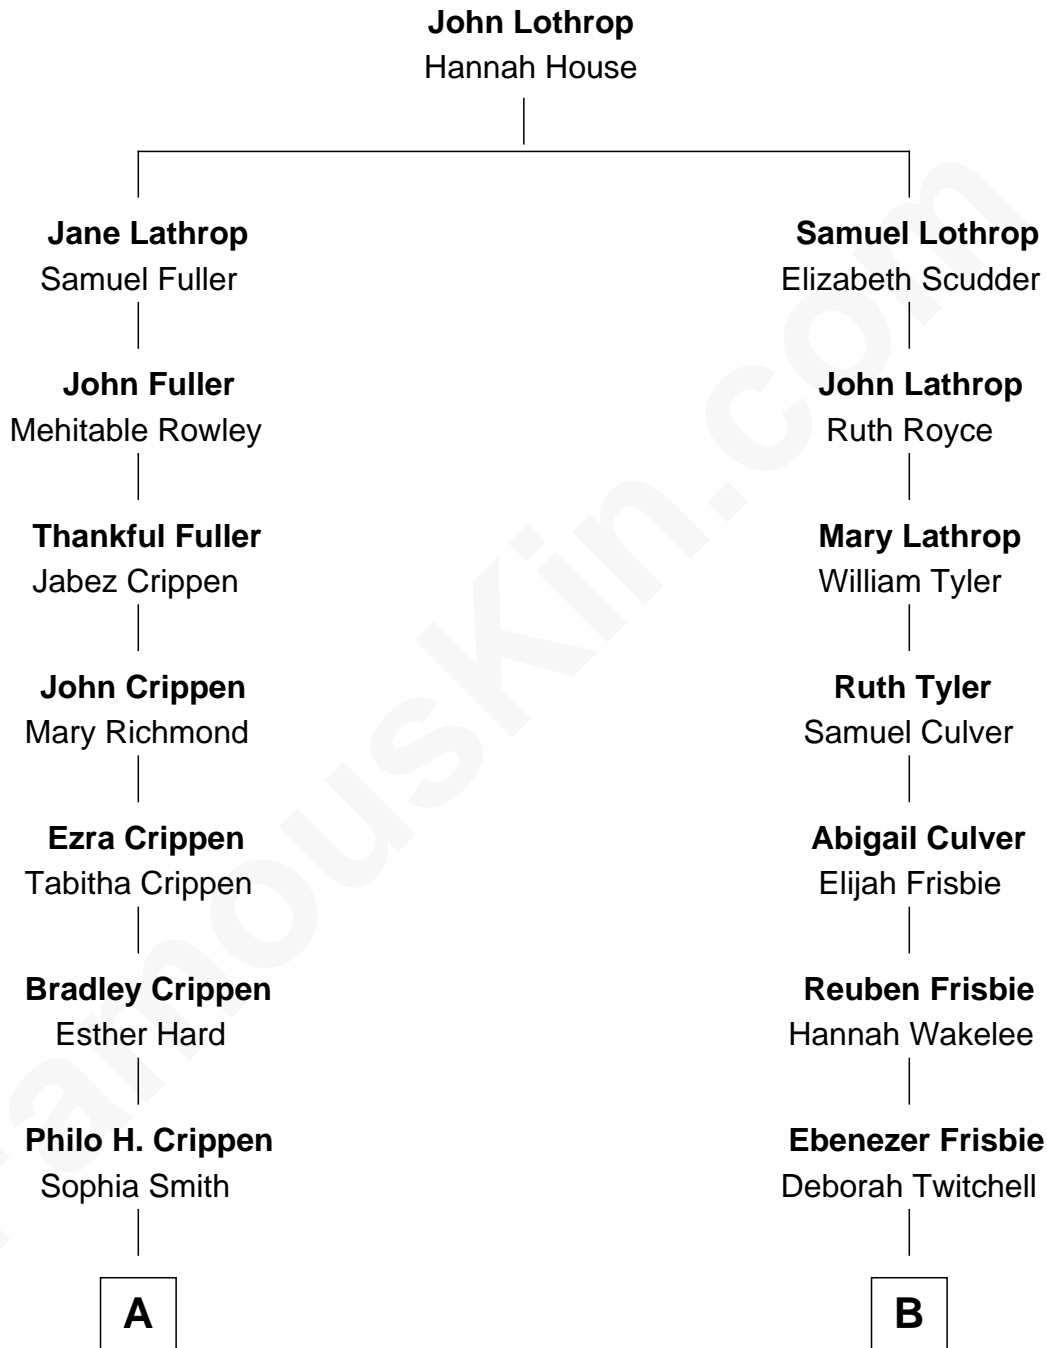 John Lothrop
Hannah House
Jane Lathrop
Samuel Fuller
Samuel Lothrop
Elizabeth Scudder
John Fuller
Mehitable Rowley
John Lathrop
Ruth Royce
Thankful Fuller
Jabez Crippen
Mary Lathrop
William Tyler
John Crippen
Mary Richmond
Ruth Tyler
Samuel Culver
Ezra Crippen
Tabitha Crippen
Abigail Culver
Elijah Frisbie
Bradley Crippen
Esther Hard
Reuben Frisbie
Hannah Wakelee
Philo H. Crippen
Sophia Smith
Ebenezer Frisbie
Deborah Twitchell
A
B
FamousKin.com